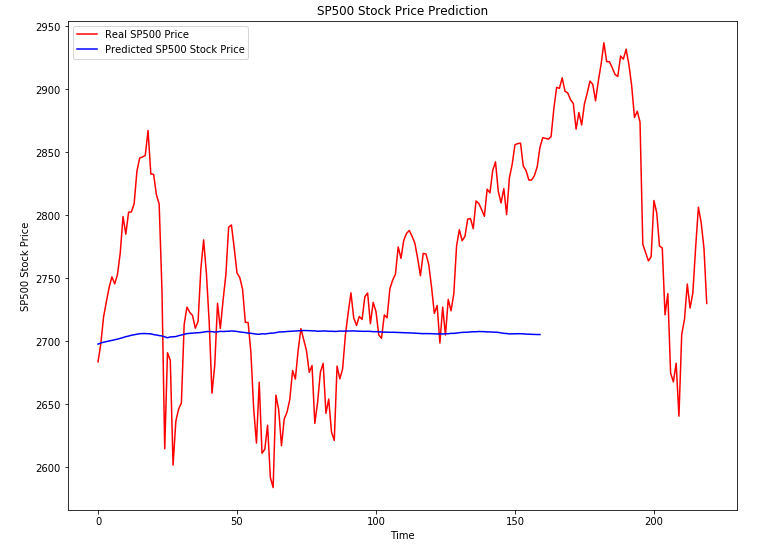 SP500 Stock Price Prediction
Real SP500 Price
Predicted SP500 Stock Price
2950
2900
2850
2800
2750
2700
2650
2600
SP500 Stock Price
0
50
100
150
200
Time